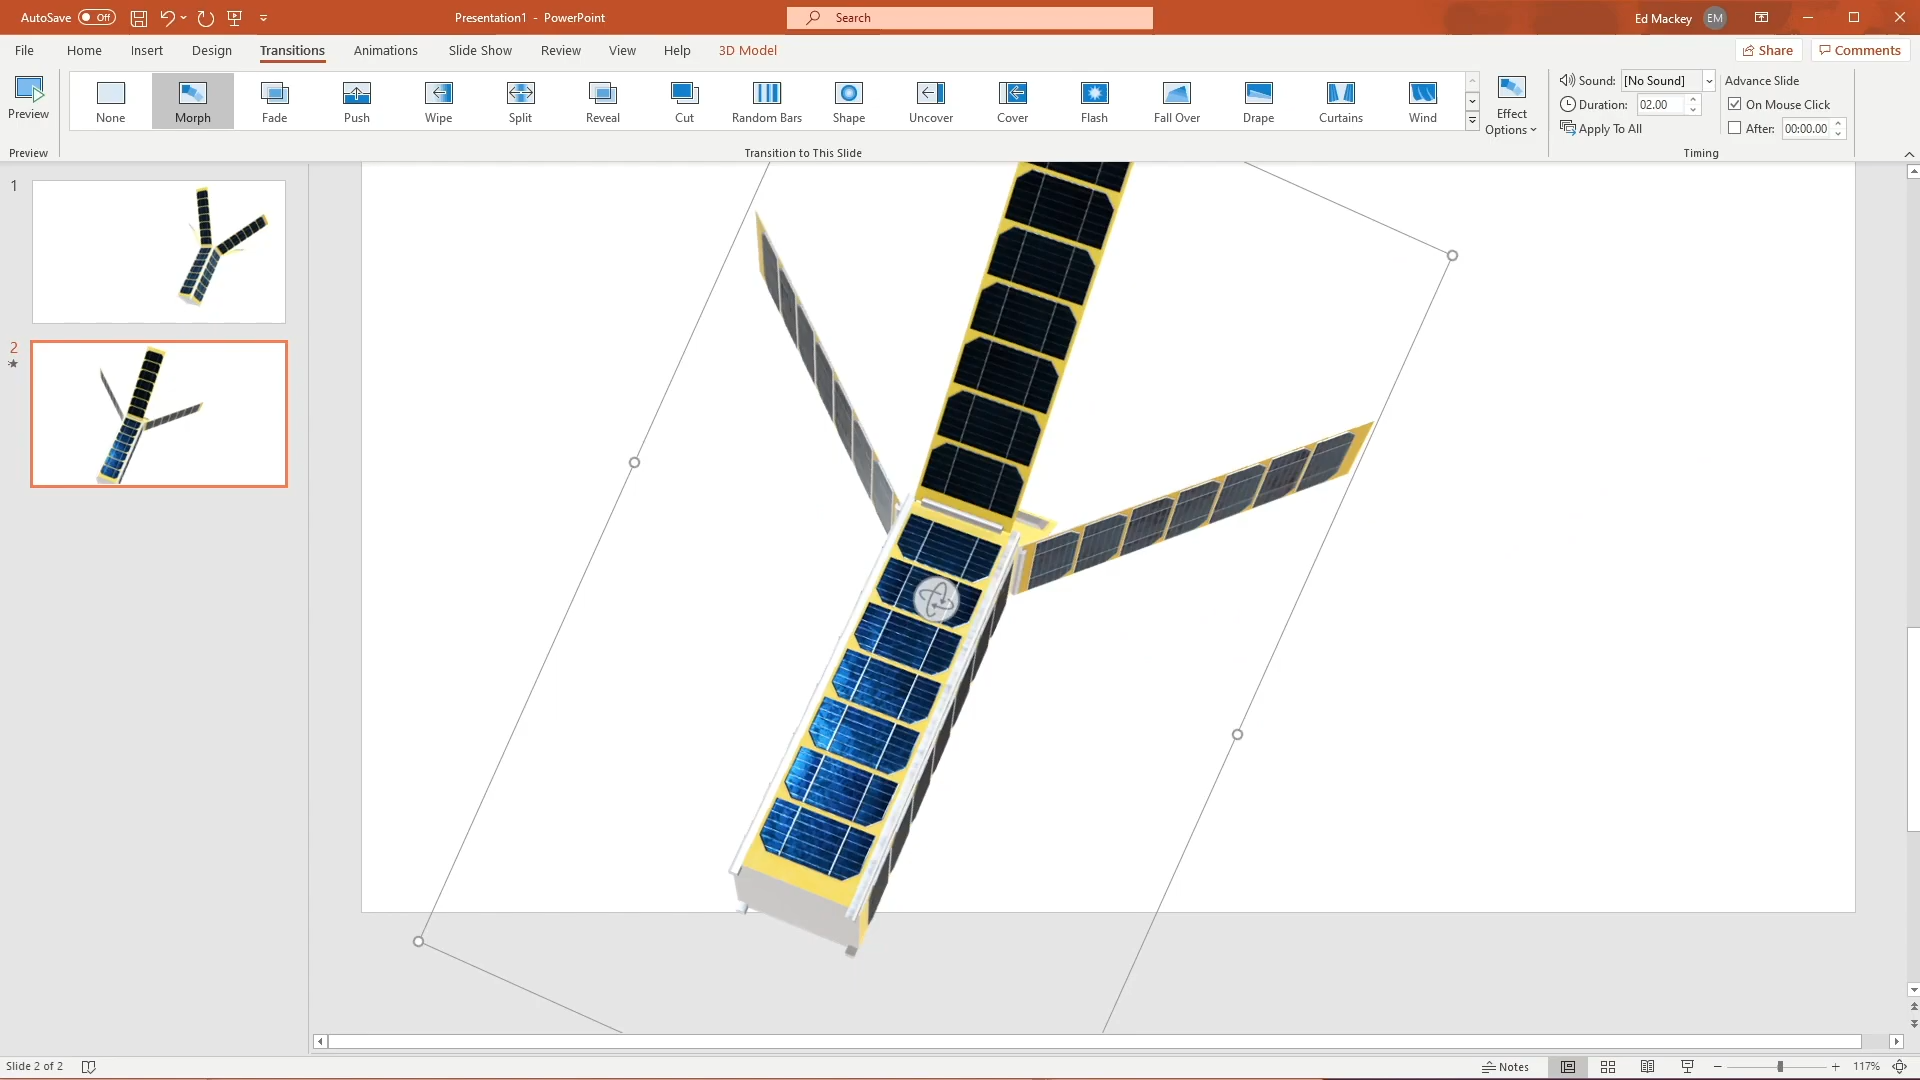 AutoSave Off
Presentation1 - PowerPoint
Search
Ed Mackey EM
File Home Insert Design Transitions Animations Slide Show Review View Help 3D Model
Share Comments
Preview
None Morph Fade Push Wipe Split Reveal Cut Random Bars Shape Uncover Cover Flash Fall Over Drape Curtains Wind
Effect
Options
Sound: [No Sound]
Duration: 02.00
Apply To All
Advance Slide
On Mouse Click
After: 00:00.00
Preview
Transition to This Slide
Timing
1
2
Slide 2 of 2
Notes
117%